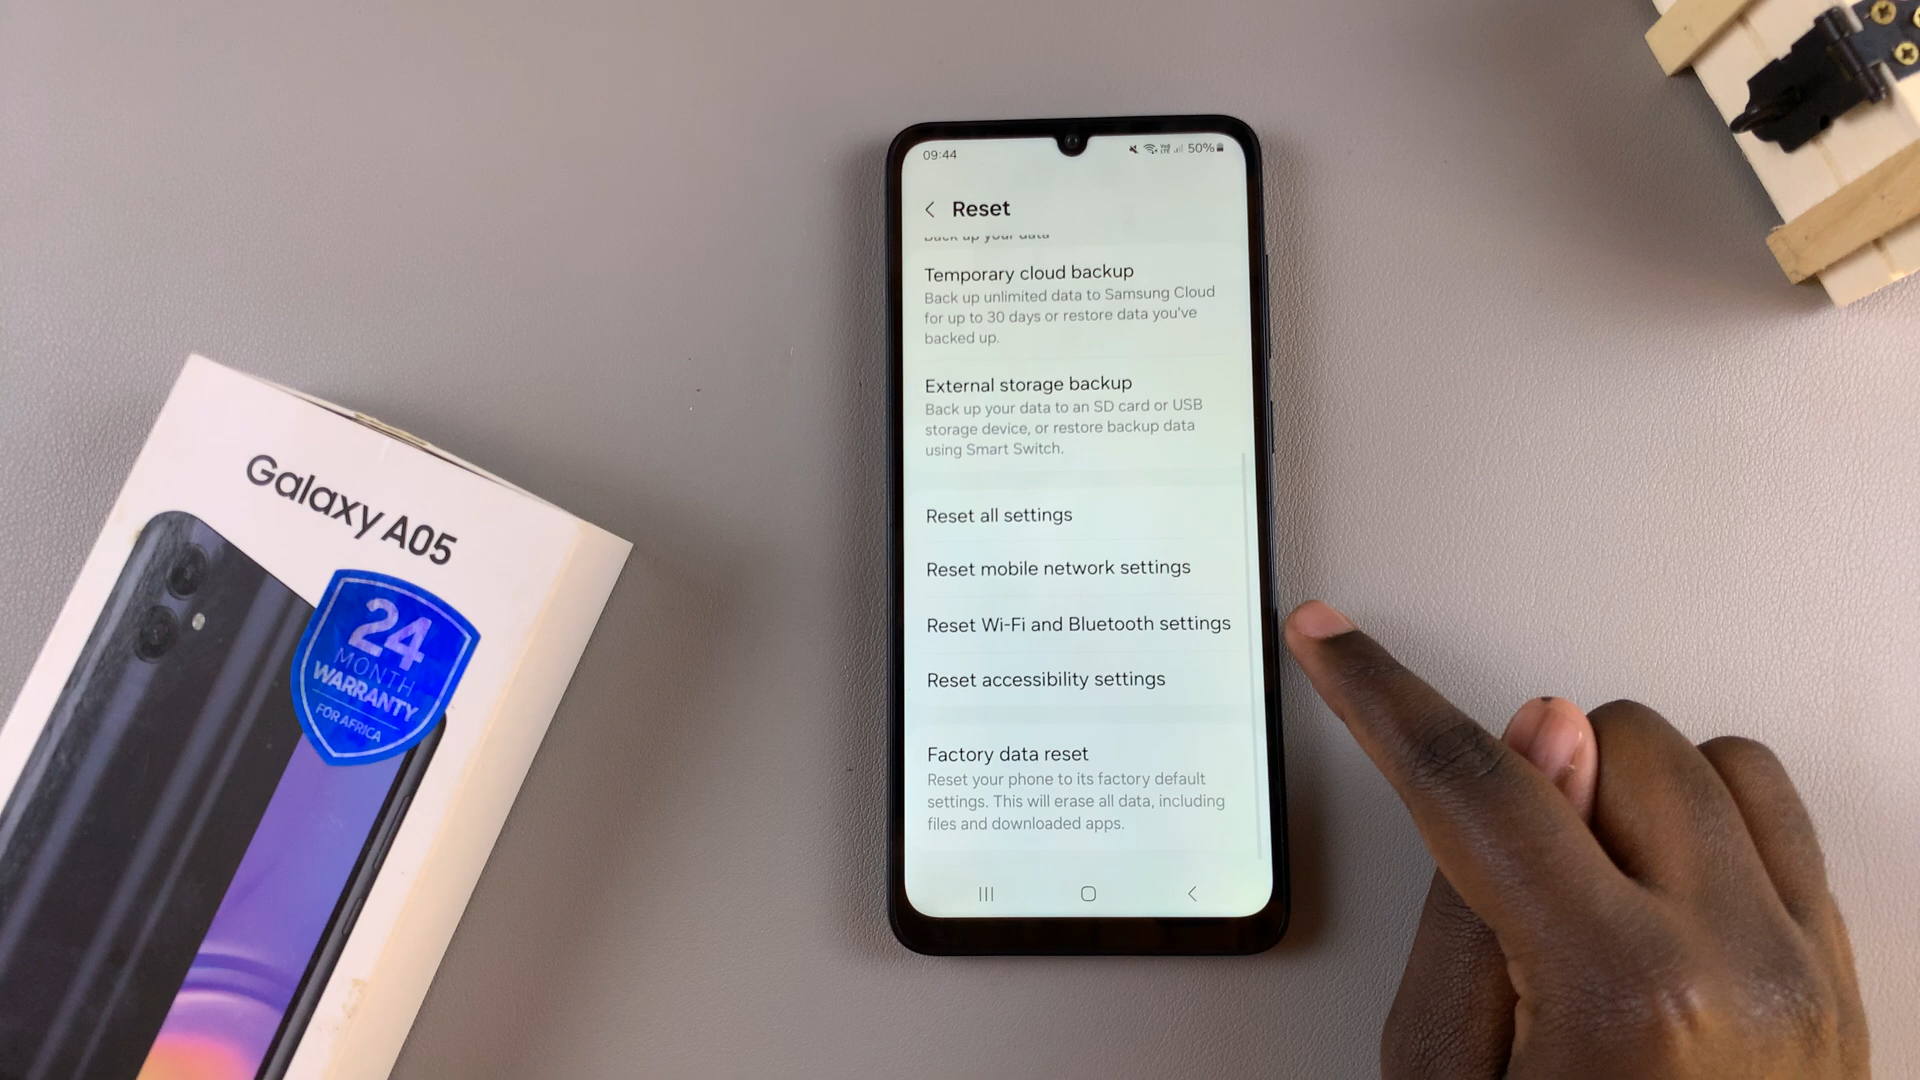 09:44
50%
Reset
Back up your data
Temporary cloud backup
Back up unlimited data to Samsung Cloud
for up to 30 days or restore data you've
backed up.
External storage backup
Back up your data to an SD card or USB
storage device, or restore backup data
using Smart Switch.
Reset all settings
Reset mobile network settings
Reset Wi-Fi and Bluetooth settings
Reset accessibility settings
Factory data reset
Reset your phone to its factory default
settings. This will erase all data, including
files and downloaded apps.
Galaxy A05
24
MONTH
WARRANTY
FOR AFRICA